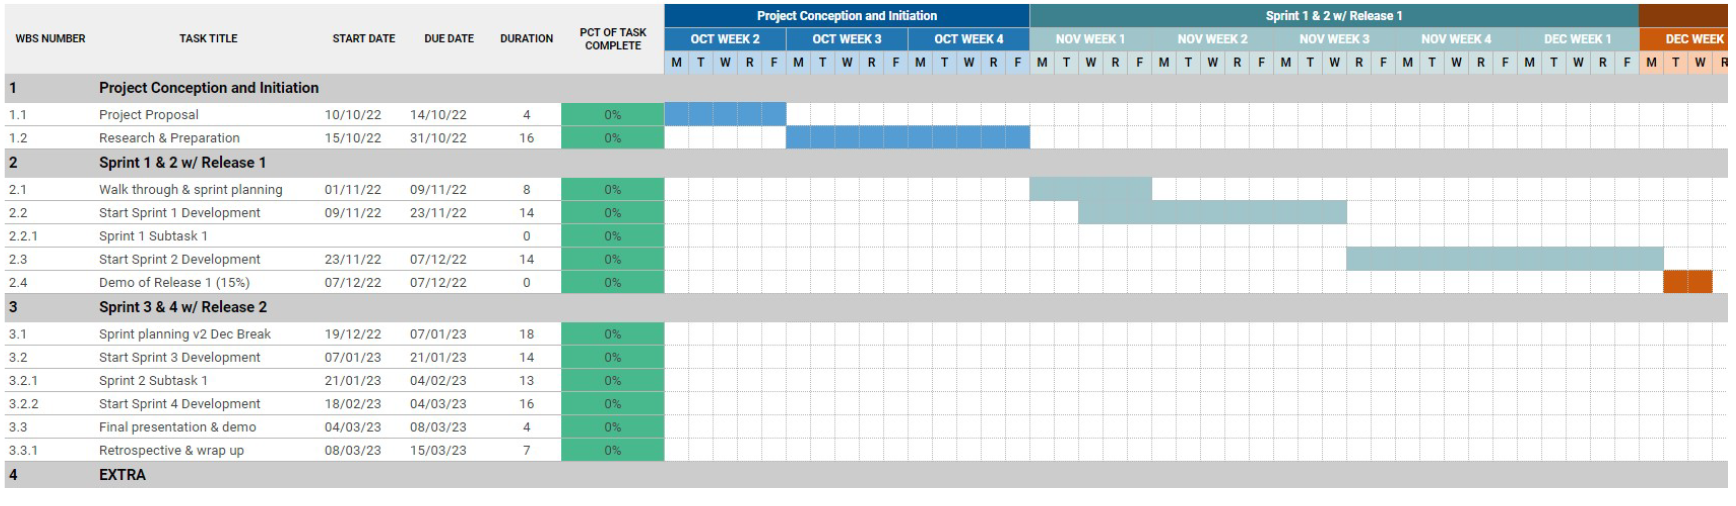 Project Conception and Initiation Sprint 1 & 2 w/ Release 1
WBS NUMBER TASK TITLE START DATE DUE DATE DURATION PCT OF TASK COMPLETE OCT WEEK 2 OCT WEEK 3 OCT WEEK 4 NOV WEEK 1 NOV WEEK 2 NOV WEEK 3 NOV WEEK 4 DEC WEEK 1 DEC WEEK
M T W R F M T W R F M T W R F M T W R F M T W R F M T W R F M T W R F M T W R F M T W R
1 Project Conception and Initiation
1.1 Project Proposal 10/10/22 14/10/22 4 0%
1.2 Research & Preparation 15/10/22 31/10/22 16 0%
2 Sprint 1 & 2 w/ Release 1
2.1 Walk through & sprint planning 01/11/22 09/11/22 8 0%
2.2 Start Sprint 1 Development 09/11/22 23/11/22 14 0%
2.2.1 Sprint 1 Subtask 1 0 0%
2.3 Start Sprint 2 Development 23/11/22 07/12/22 14 0%
2.4 Demo of Release 1 (15%) 07/12/22 07/12/22 0 0%
3 Sprint 3 & 4 w/ Release 2
3.1 Sprint planning v2 Dec Break 19/12/22 07/01/23 18 0%
3.2 Start Sprint 3 Development 07/01/23 21/01/23 14 0%
3.2.1 Sprint 2 Subtask 1 21/01/23 04/02/23 13 0%
3.2.2 Start Sprint 4 Development 18/02/23 04/03/23 16 0%
3.3 Final presentation & demo 04/03/23 08/03/23 4 0%
3.3.1 Retrospective & wrap up 08/03/23 15/03/23 7 0%
4 EXTRA